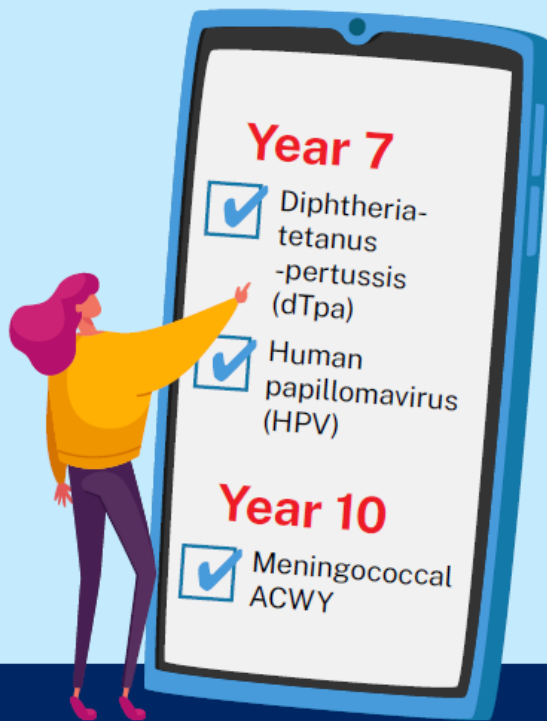 Year 7
Diphtheria-
tetanus
-pertussis
(dTpa)
Human
papillomavirus
(HPV)
Year 10
Meningococcal
ACWY